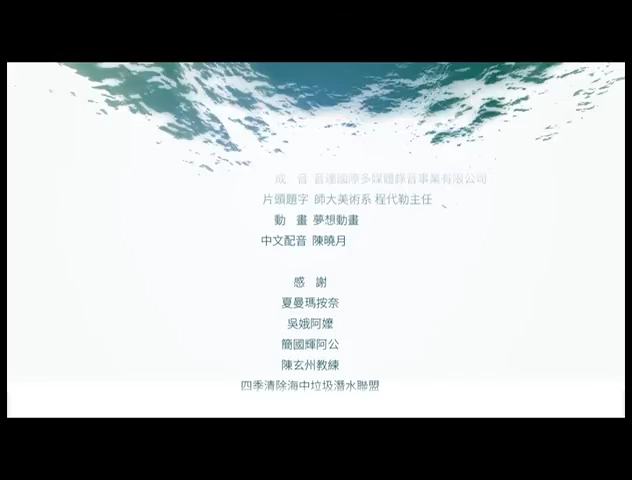 成　音 音達國際多媒體錄音事業有限公司
片頭題字 師大美術系 程代勒主任
動　畫 夢想動畫
中文配音 陳曉月
感　謝
夏曼瑪按奈
吳娥阿嬤
簡國輝阿公
陳玄州教練
四季清除海中垃圾潛水聯盟